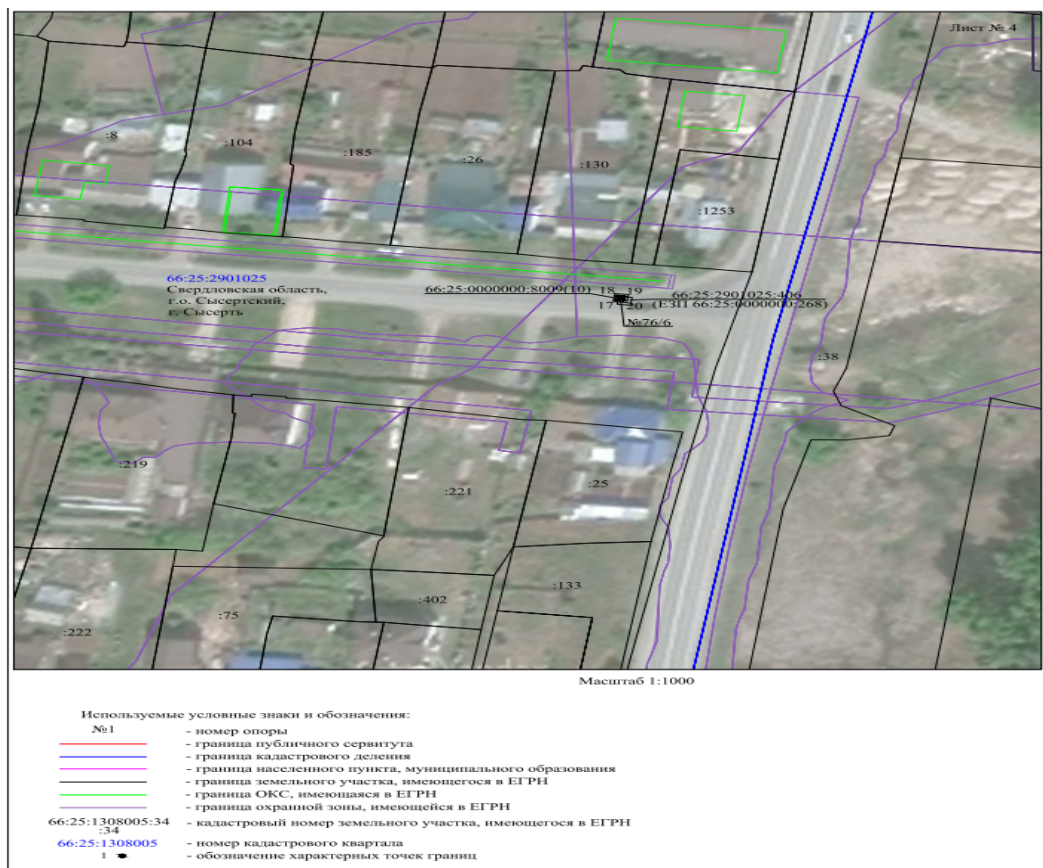 Лист № 4
:8
:104
:185
:26
:130
:1253
66:25:2901025
Свердловская область,
г.о. Сысертский,
г. Сысерть
66:25:0000000:8009(10)
18 19
17 20
66:25:2901025:406
(ЕЗП 66:25:0000000:268)
№76/6
:38
:219
:221
:25
:133
:402
:75
:222
Масштаб 1:1000
Используемые условные знаки и обозначения:
№1 - номер опоры
- граница публичного сервитута
- граница кадастрового деления
- граница населенного пункта, муниципального образования
- граница земельного участка, имеющегося в ЕГРН
- граница ОКС, имеющаяся в ЕГРН
- граница охранной зоны, имеющейся в ЕГРН
66:25:1308005:34
:34
- кадастровый номер земельного участка, имеющегося в ЕГРН
66:25:1308005 - номер кадастрового квартала
1 - обозначение характерных точек границ